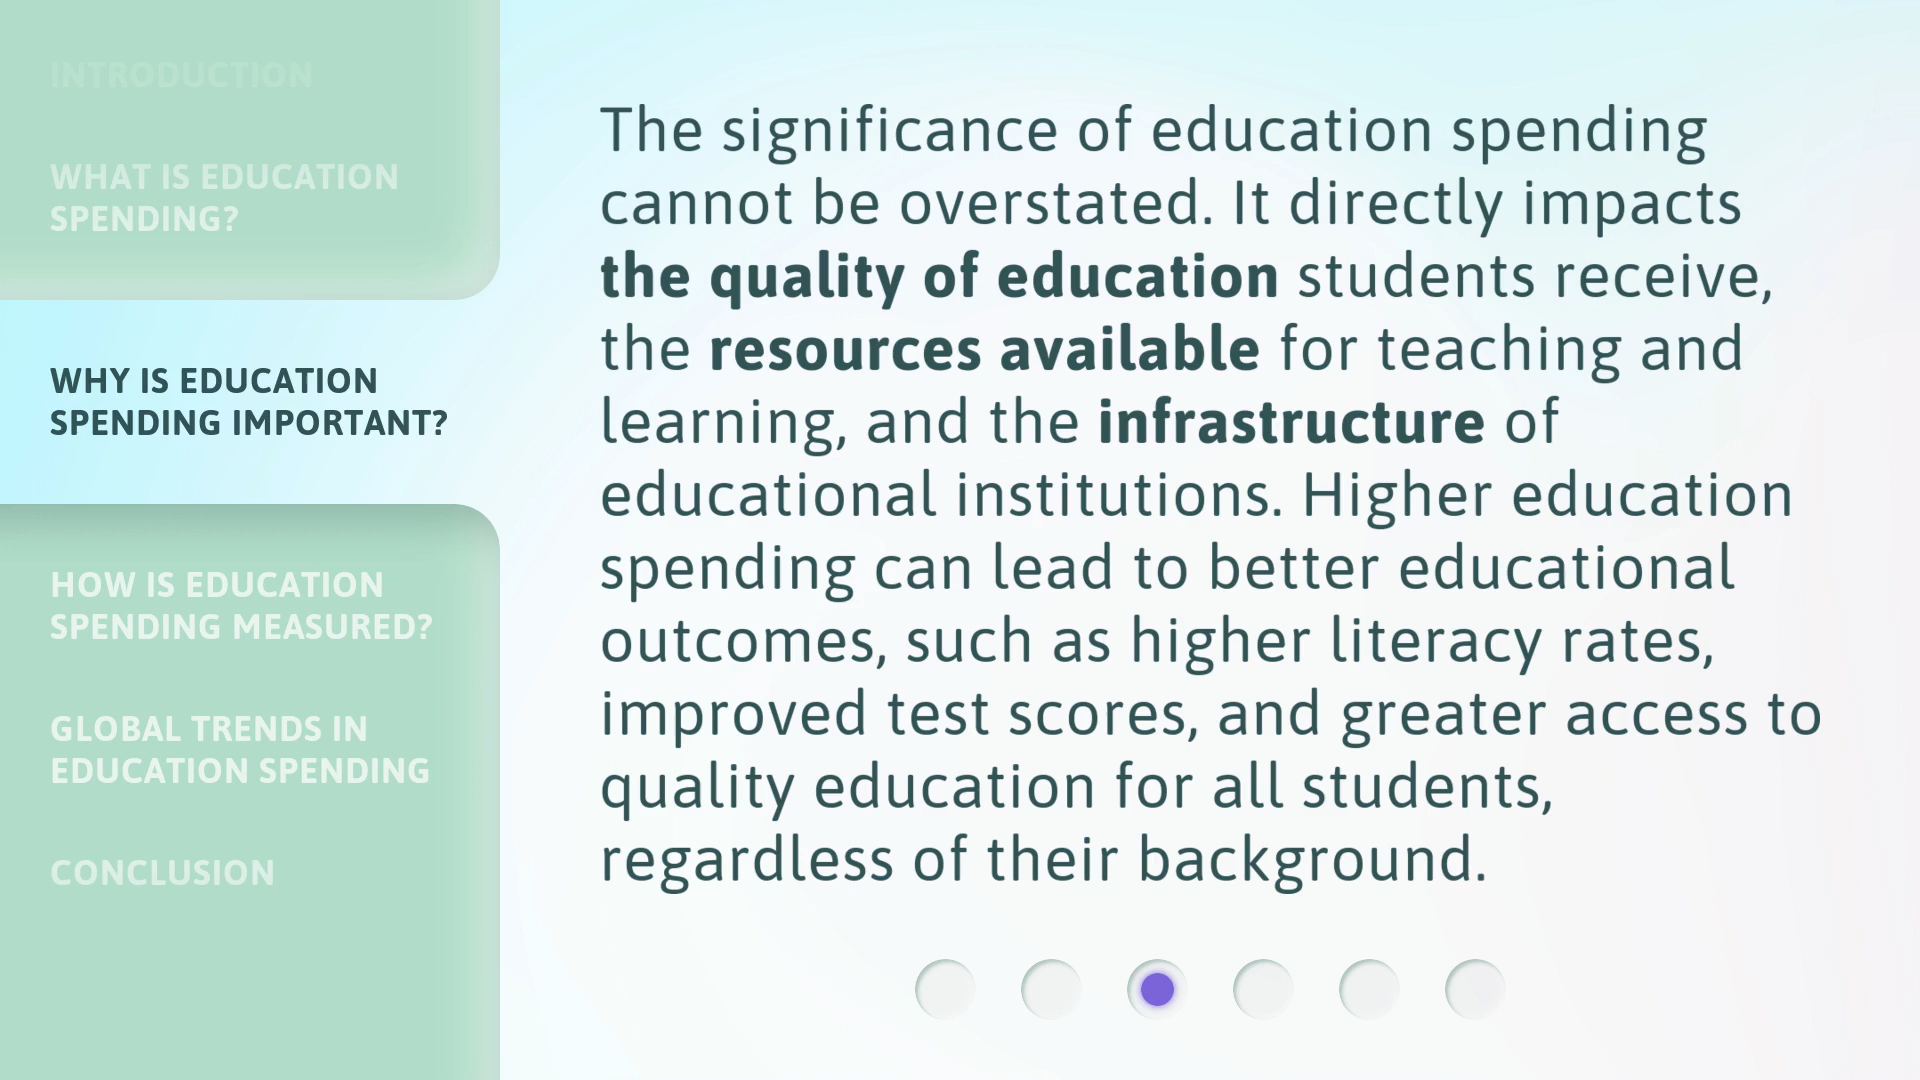 INTRODUCTION
WHAT IS EDUCATION
SPENDING?
WHY IS EDUCATION
SPENDING IMPORTANT?
HOW IS EDUCATION
SPENDING MEASURED?
GLOBAL TRENDS IN
EDUCATION SPENDING
CONCLUSION
The significance of education spending
cannot be overstated. It directly impacts
the quality of education students receive,
the resources available for teaching and
learning, and the infrastructure of
educational institutions. Higher education
spending can lead to better educational
outcomes, such as higher literacy rates,
improved test scores, and greater access to
quality education for all students,
regardless of their background.